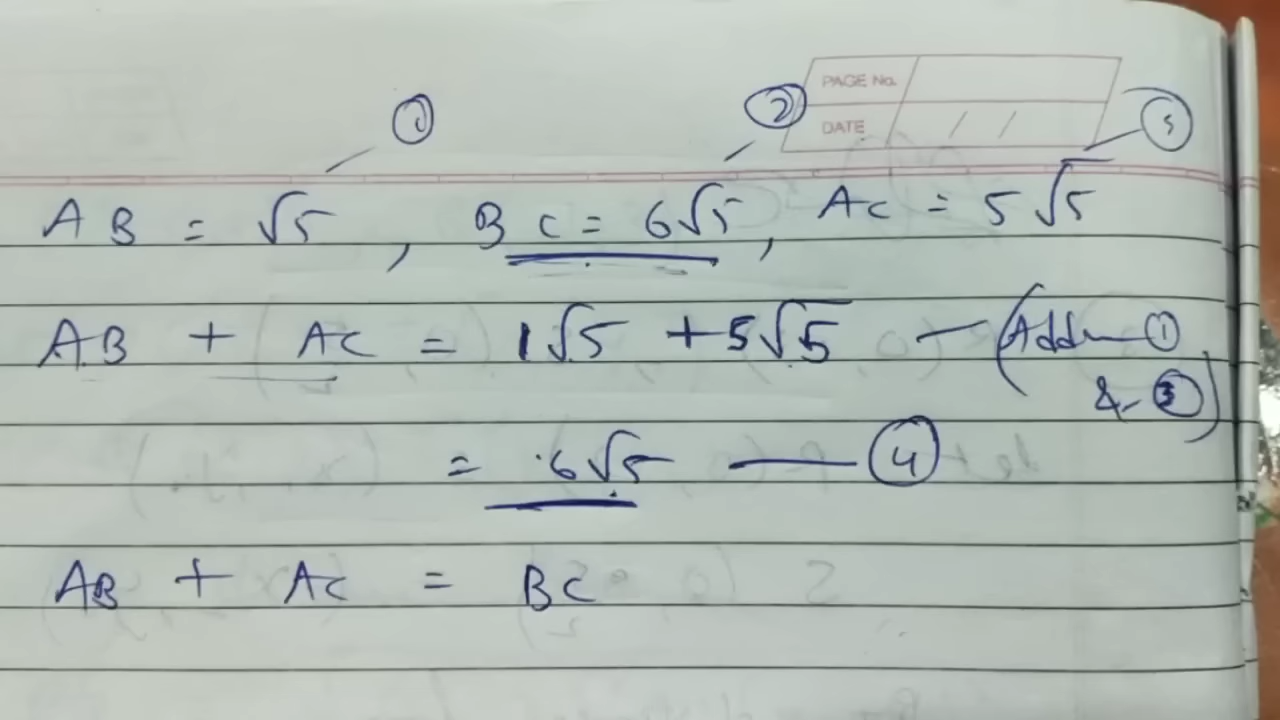 PAGE No.
DATE / /
① ② ③
AB = √5 , BC = 6√5 , AC = 5√5
AB + AC = 1√5 + 5√5 — (Addn ①
& ③)
= 6√5 — ④
AB + AC = BC